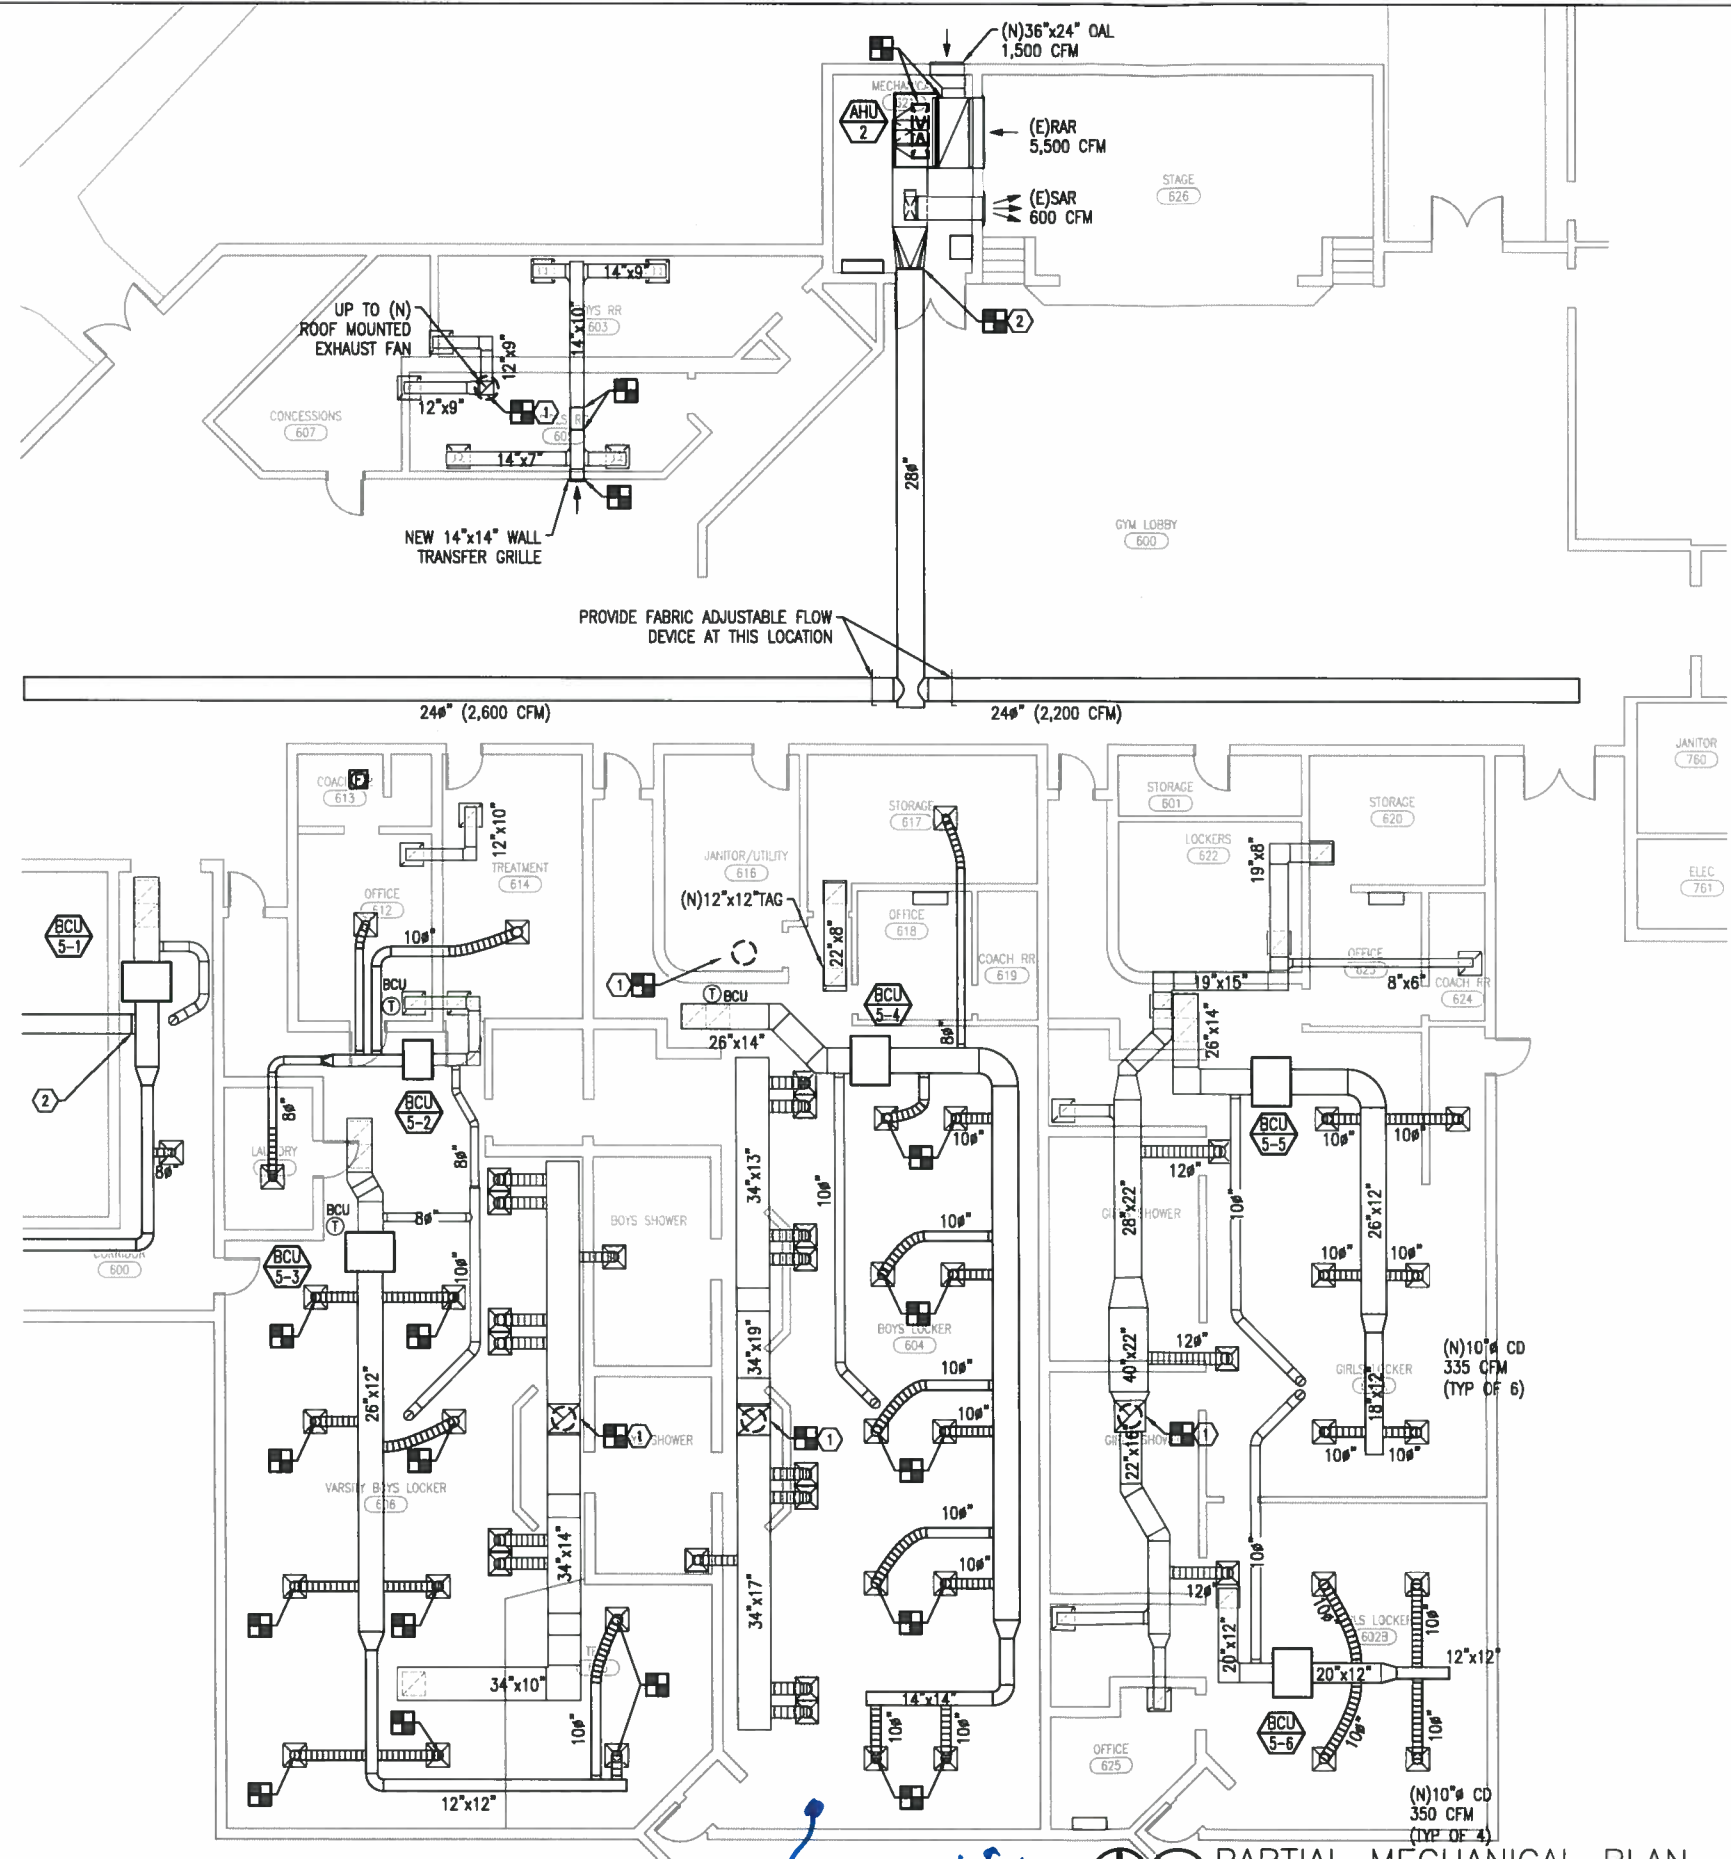 (N)36"x24" OAL
1,500 CFM
MECHANICAL
AHU
2
(E)RAR
5,500 CFM
STAGE
626
(E)SAR
600 CFM
14"x9"
UP TO (N)
ROOF MOUNTED
EXHAUST FAN
14"x10"
603
12"x9"
2
12"x9"
1
CONCESSIONS
607
14"x7"
28ø"
NEW 14"x14" WALL
TRANSFER GRILLE
GYM LOBBY
600
PROVIDE FABRIC ADJUSTABLE FLOW
DEVICE AT THIS LOCATION
24ø" (2,600 CFM)
24ø" (2,200 CFM)
JANITOR
760
613
12"x10"
STORAGE
617
STORAGE
601
STORAGE
620
LOCKERS
622
19"x8"
TREATMENT
614
JANITOR/UTILITY
616
ELEC
761
OFFICE
612
(N)12"x12"TAG
22"x8"
OFFICE
618
BCU
5-1
10ø"
COACH RR
619
OFFICE
19"x15"
8"x6"
COACH RR
624
1
BCU
T
T BCU
BCU
5-4
26"x14"
8ø"
26"x14"
2
8ø"
BCU
5-2
BCU
5-5
10ø"
10ø"
10ø"
8ø"
8ø"
LAUNDRY
34"x13"
10ø"
12ø"
28"x22"
10ø"
26"x12"
BCU
T
8ø"
BOYS SHOWER
10ø"
GIRLS SHOWER
CORRIDOR
600
BCU
5-3
10ø"
10ø"
10ø"
BOYS LOCKER
604
34"x19"
40"x22"
12ø"
(N)10"ø CD
335 CFM
(TYP OF 6)
GIRLS LOCKER
18"x12"
26"x12"
10ø"
10ø"
1
SHOWER
1
22"x16"
1
10ø"
10ø"
VARSITY BOYS LOCKER
608
10ø"
10ø"
34"x14"
34"x17"
10ø"
12ø"
10ø"
10ø"
LOCKER
602B
20"x12"
20"x12"
12"x12"
34"x10"
14"x14"
10ø"
10ø"
10ø"
BCU
5-6
10ø"
10ø"
OFFICE
625
12"x12"
(N)10"ø CD
350 CFM
(TYP OF 4)
PARTIAL MECHANICAL PLAN